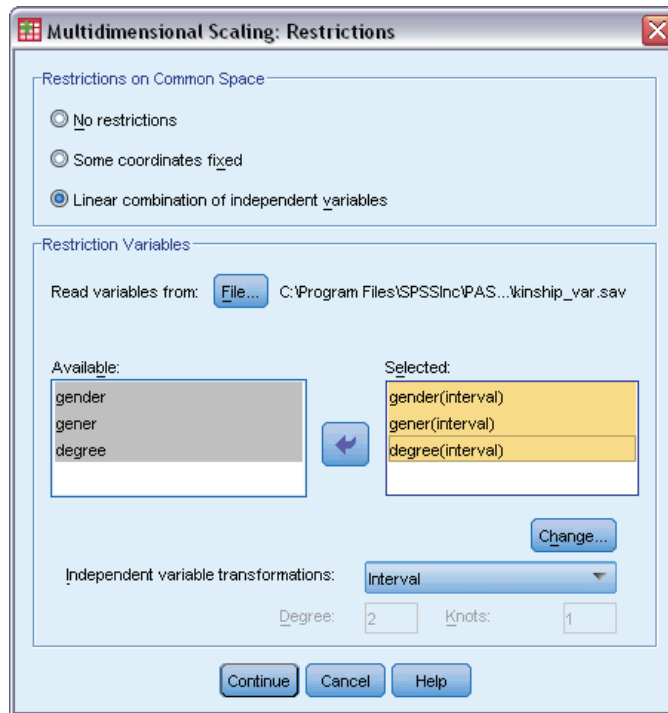 Multidimensional Scaling: Restrictions
Restrictions on Common Space
No restrictions
Some coordinates fixed
Linear combination of independent variables
Restriction Variables
Read variables from: File... C:\Program Files\SPSSInc\PAS...\kinship_var.sav
Available:
gender
gener
degree
Selected:
gender(interval)
gener(interval)
degree(interval)
Change...
Independent variable transformations: Interval
Degree: 2 Knots: 1
Continue Cancel Help